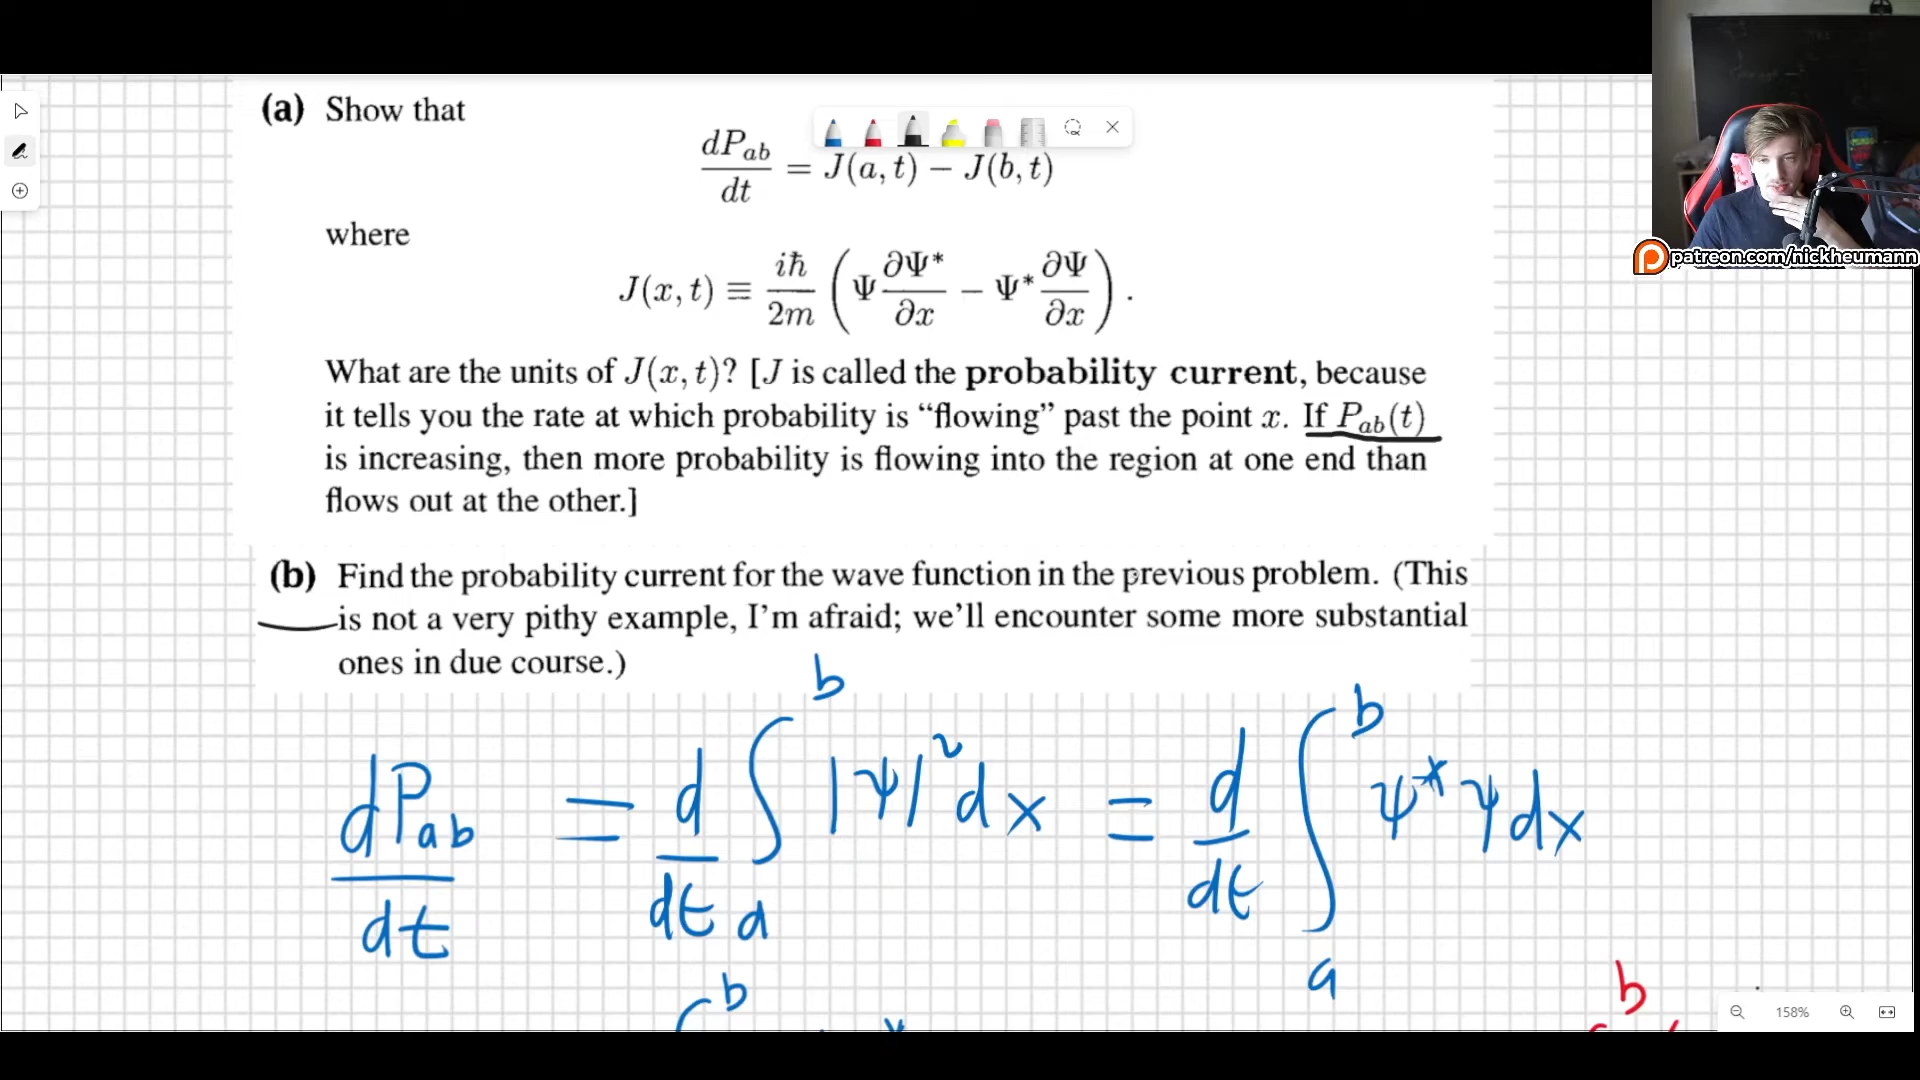 (a) Show that
dP_ab/dt = J(a, t) − J(b, t)
where
J(x, t) ≡ iħ/2m (Ψ ∂Ψ*/∂x − Ψ* ∂Ψ/∂x).
What are the units of J(x, t)? [J is called the probability current, because
it tells you the rate at which probability is “flowing” past the point x. If P_ab(t)
is increasing, then more probability is flowing into the region at one end than
flows out at the other.]
(b) Find the probability current for the wave function in the previous problem. (This
is not a very pithy example, I’m afraid; we’ll encounter some more substantial
ones in due course.)
dP_ab/dt = d/dt ∫_a^b |ψ|² dx = d/dt ∫_a^b ψ*ψ dx
b
b
patreon.com/nickheumann
158%